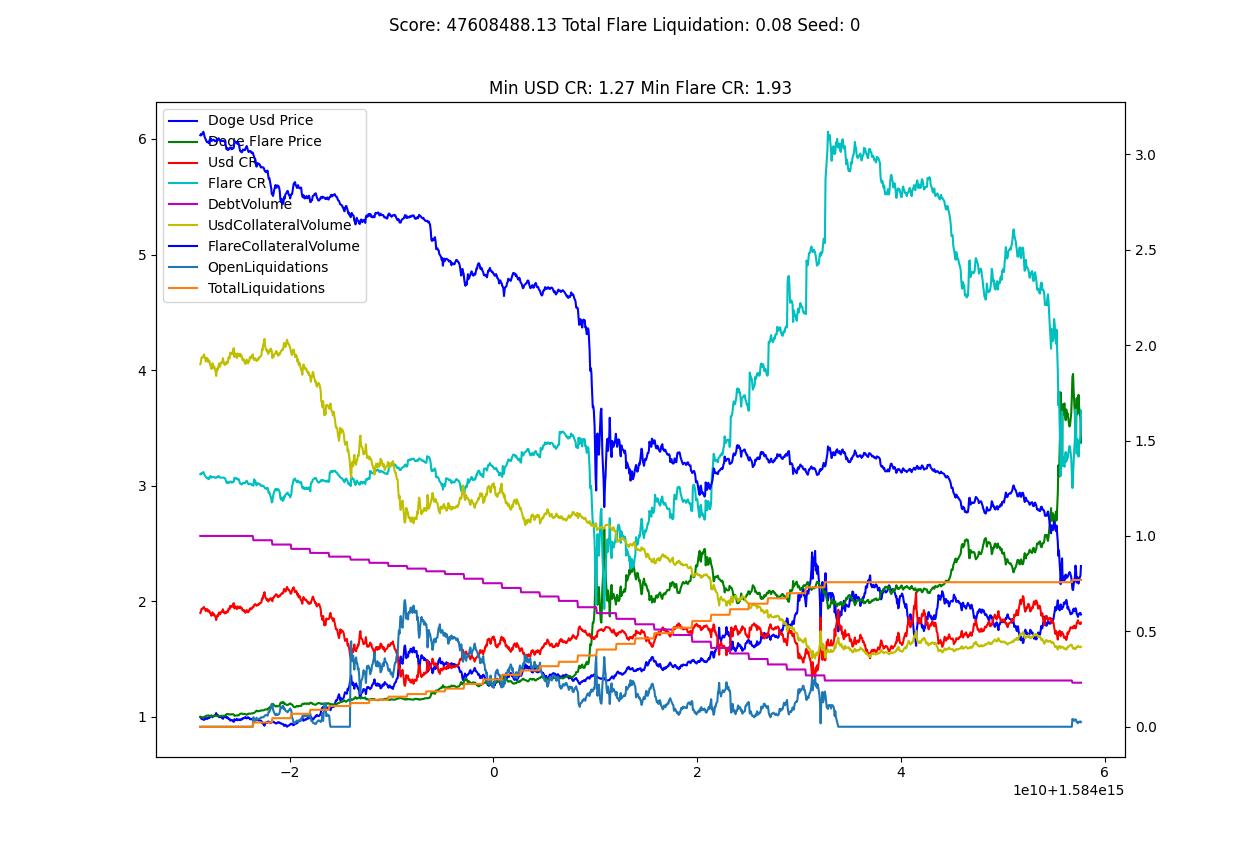 Score: 47608488.13 Total Flare Liquidation: 0.08 Seed: 0
Min USD CR: 1.27 Min Flare CR: 1.93
Doge Usd Price
Doge Flare Price
Usd CR
Flare CR
DebtVolume
UsdCollateralVolume
FlareCollateralVolume
OpenLiquidations
TotalLiquidations
6
5
4
3
2
1
3.0
2.5
2.0
1.5
1.0
0.5
0.0
−2
0
2
4
6
1e10+1.584e15